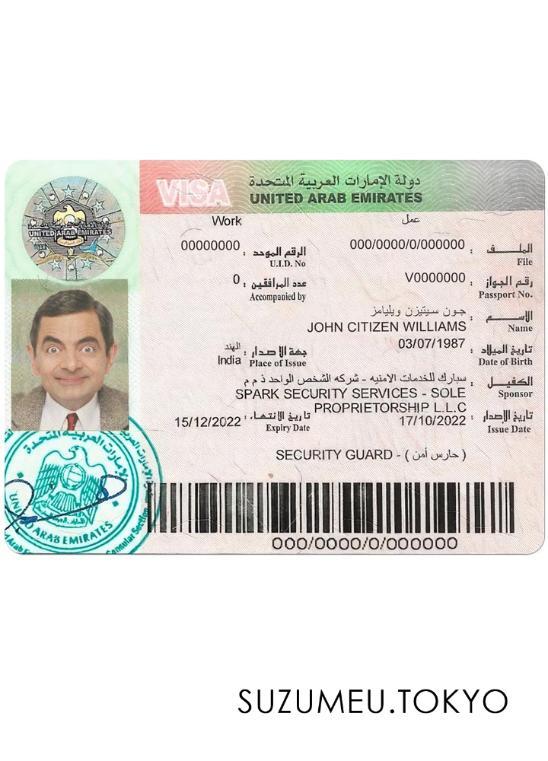 VISA
دولة الإمارات العربية المتحدة
UNITED ARAB EMIRATES
UNITED ARAB EMIRATES
Work عمل
00000000 : الرقم الموحد 000/0000/0/000000 : الملف
U.I.D No File
0 : عدد المرافقين V0000000 : رقم الجواز
Accompanied by Passport No.
جون سيتيزن ويليامز : الاسم
JOHN CITIZEN WILLIAMS Name
الهند : جهة الاصدار 03/07/1987 : تاريخ الميلاد
India Place of Issue Date of Birth
سبارك للخدمات الامنيه - شركه الشخص الواحد ذ م م : الكفيل
SPARK SECURITY SERVICES - SOLE Sponsor
PROPRIETORSHIP L.L.C
15/12/2022 : تاريخ الانتهاء 17/10/2022 : تاريخ الإصدار
Expiry Date Issue Date
SECURITY GUARD - ( حارس أمن )
الإمارات العربية المتحدة
UNITED ARAB EMIRATES
Consular Section
000/0000/0/000000
SUZUMEU.TOKYO